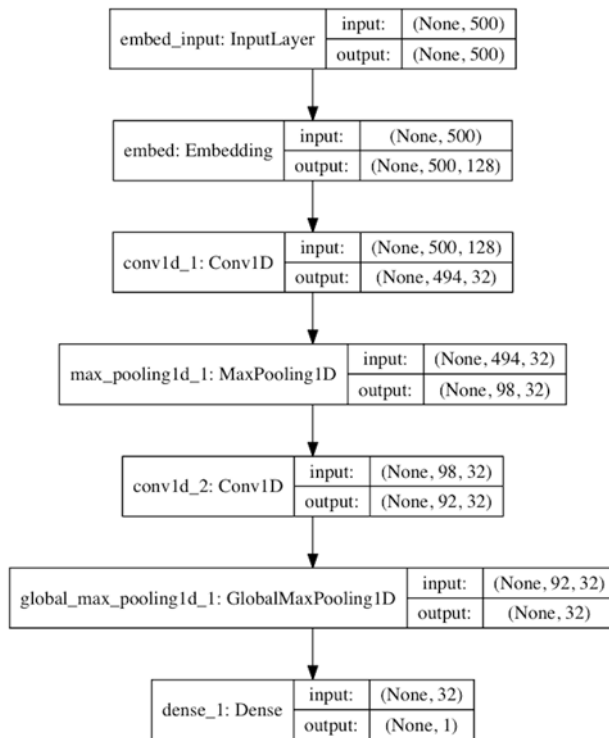 embed_input: InputLayer
input: (None, 500)
output: (None, 500)
embed: Embedding
input: (None, 500)
output: (None, 500, 128)
conv1d_1: Conv1D
input: (None, 500, 128)
output: (None, 494, 32)
max_pooling1d_1: MaxPooling1D
input: (None, 494, 32)
output: (None, 98, 32)
conv1d_2: Conv1D
input: (None, 98, 32)
output: (None, 92, 32)
global_max_pooling1d_1: GlobalMaxPooling1D
input: (None, 92, 32)
output: (None, 32)
dense_1: Dense
input: (None, 32)
output: (None, 1)